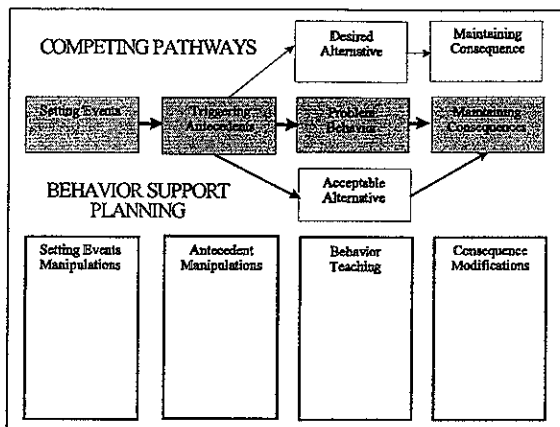 COMPETING PATHWAYS
Desired
Alternative
Maintaining
Consequence
Setting Events
Triggering
Antecedents
Problem
Behavior
Maintaining
Consequences
Acceptable
Alternative
BEHAVIOR SUPPORT
PLANNING
Setting Events
Manipulations
Antecedent
Manipulations
Behavior
Teaching
Consequence
Modifications